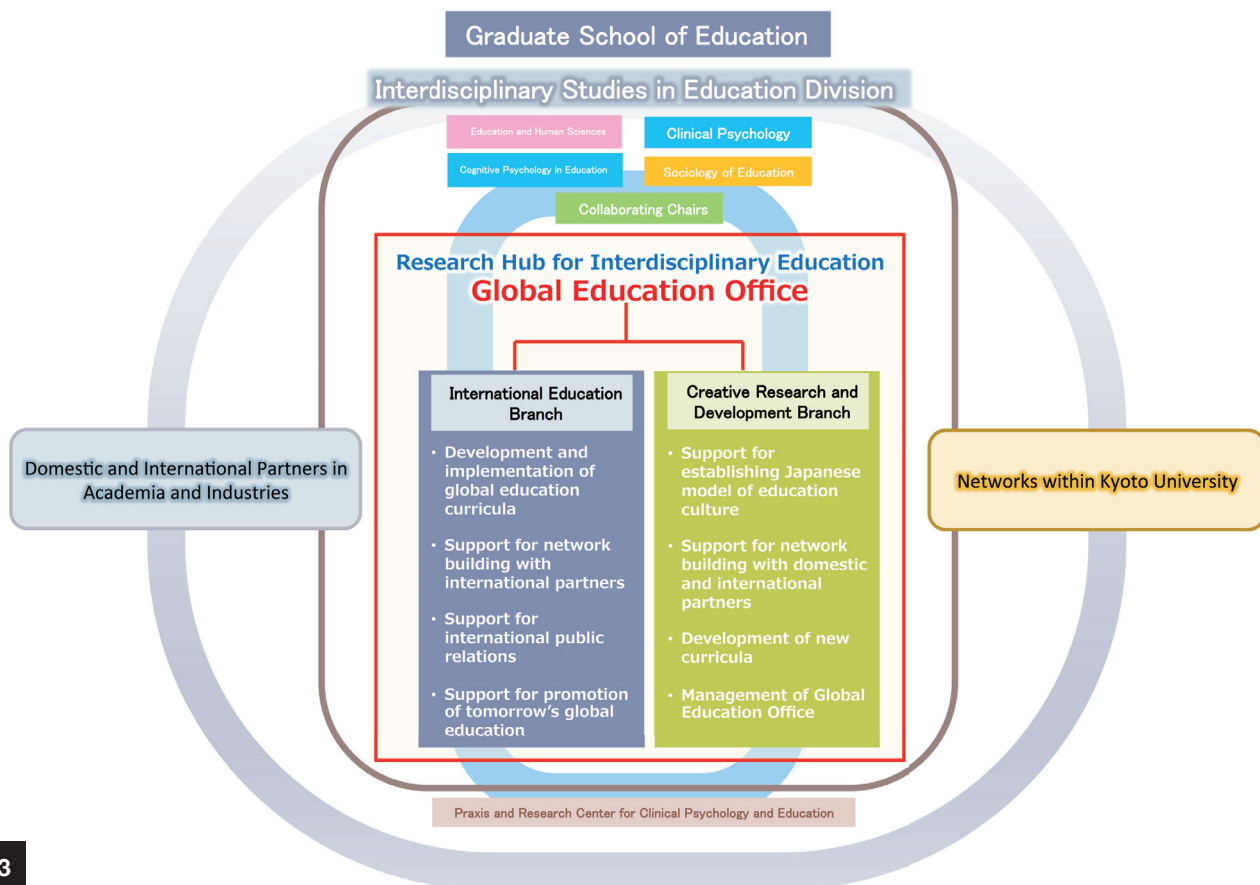 Graduate School of Education
Interdisciplinary Studies in Education Division
Education and Human Sciences
Clinical Psychology
Cognitive Psychology in Education
Sociology of Education
Collaborating Chairs
Research Hub for Interdisciplinary Education
Global Education Office
International Education
Branch
• Development and
implementation of
global education
curricula
• Support for network
building with
international partners
• Support for
international public
relations
• Support for promotion
of tomorrow's global
education
Creative Research and
Development Branch
• Support for
establishing Japanese
model of education
culture
• Support for network
building with domestic
and international
partners
• Development of new
curricula
• Management of Global
Education Office
Domestic and International Partners in
Academia and Industries
Networks within Kyoto University
Praxis and Research Center for Clinical Psychology and Education
3